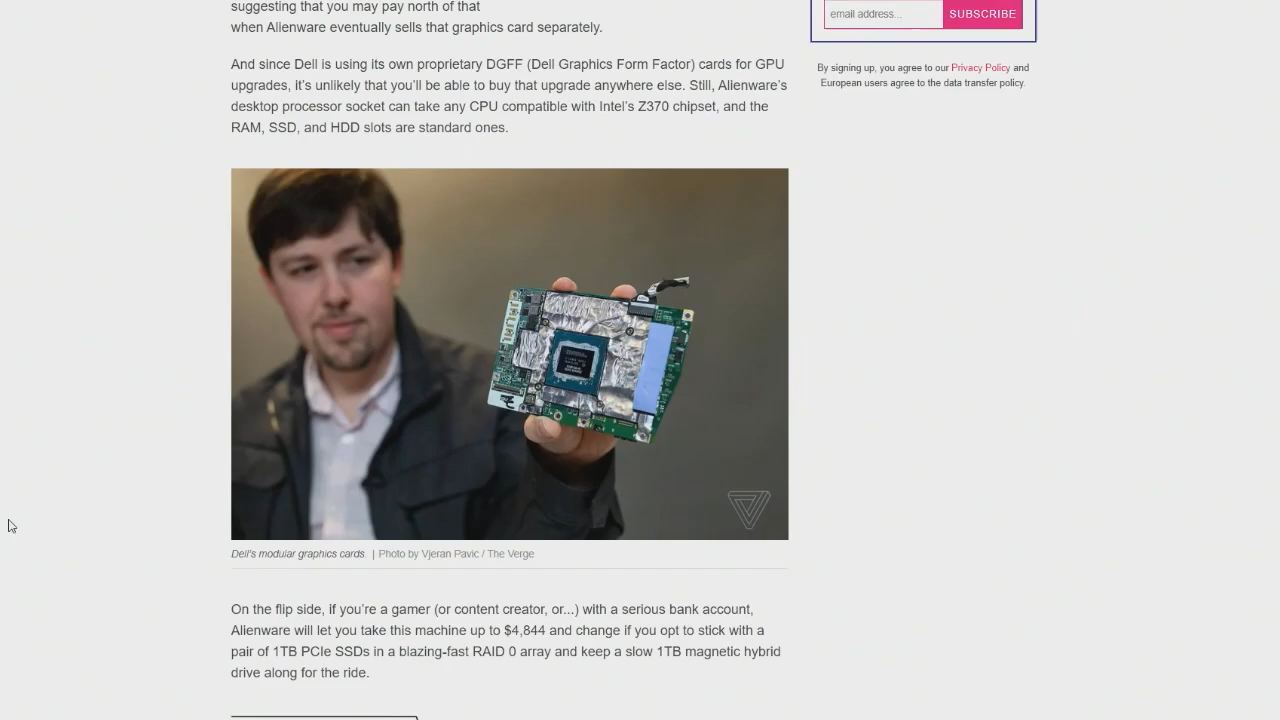 suggesting that you may pay north of that
when Alienware eventually sells that graphics card separately.
And since Dell is using its own proprietary DGFF (Dell Graphics Form Factor) cards for GPU
upgrades, it's unlikely that you'll be able to buy that upgrade anywhere else. Still, Alienware's
desktop processor socket can take any CPU compatible with Intel's Z370 chipset, and the
RAM, SSD, and HDD slots are standard ones.
Dell's modular graphics cards. | Photo by Vjeran Pavic / The Verge
On the flip side, if you're a gamer (or content creator, or...) with a serious bank account,
Alienware will let you take this machine up to $4,844 and change if you opt to stick with a
pair of 1TB PCIe SSDs in a blazing-fast RAID 0 array and keep a slow 1TB magnetic hybrid
drive along for the ride.
email address...
SUBSCRIBE
By signing up, you agree to our Privacy Policy and
European users agree to the data transfer policy.